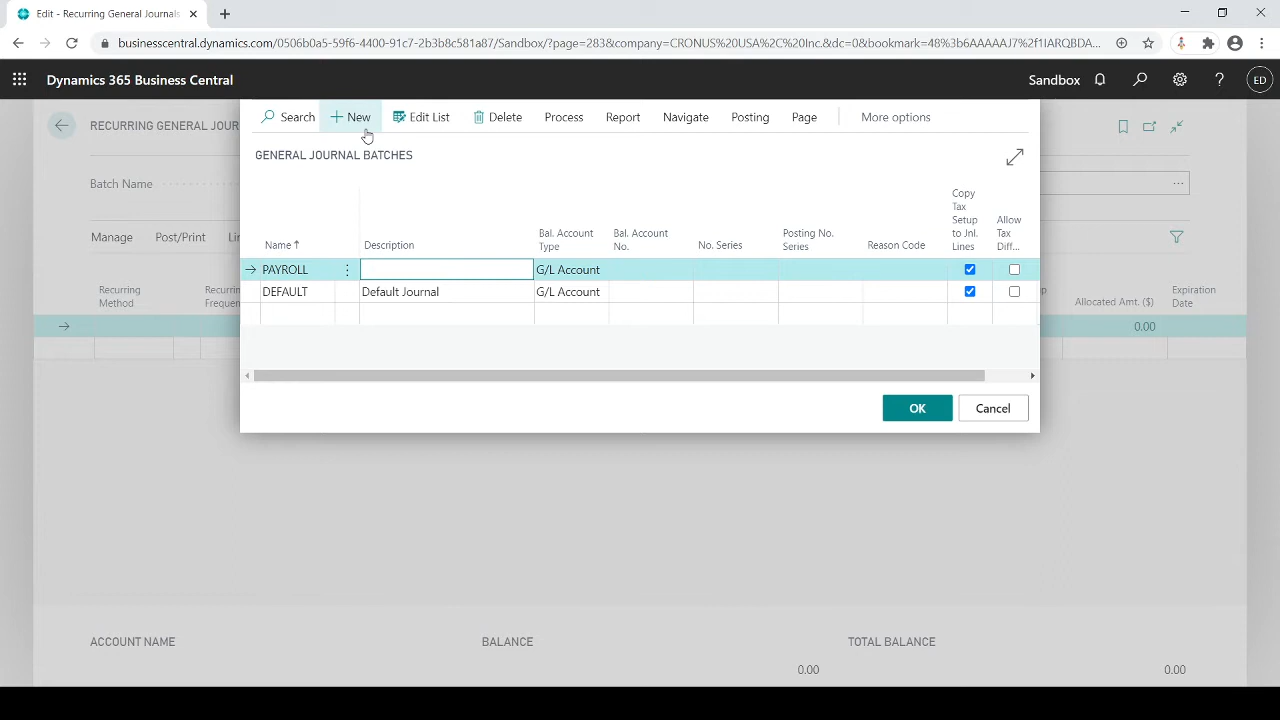 Edit - Recurring General Journals
businesscentral.dynamics.com/0506b0a5-59f6-4400-91c7-2b3b8c581a87/Sandbox/?page=283&company=CRONUS%20USA%2C%20Inc.&dc=0&bookmark=48%3b6AAAAAJ7%2f1IARQBDA...
Dynamics 365 Business Central
Sandbox
ED
RECURRING GENERAL JOUR
Batch Name
Manage Post/Print Lin
Recurring Method
Recurrin Frequen
Search New Edit List Delete Process Report Navigate Posting Page More options
GENERAL JOURNAL BATCHES
Name
Description
Bal. Account Type
Bal. Account No.
No. Series
Posting No. Series
Reason Code
Copy Tax Setup to Jnl. Lines
Allow Tax Diff...
PAYROLL G/L Account
DEFAULT Default Journal G/L Account
OK Cancel
Allocated Amt. ($)
Expiration Date
0.00
ACCOUNT NAME BALANCE TOTAL BALANCE
0.00 0.00